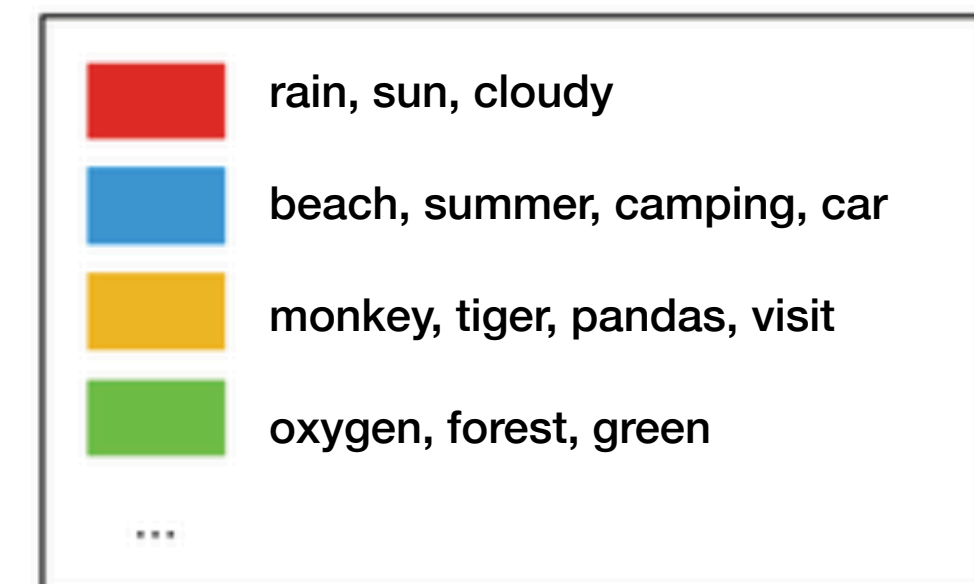 rain, sun, cloudy
beach, summer, camping, car
monkey, tiger, pandas, visit
oxygen, forest, green
...